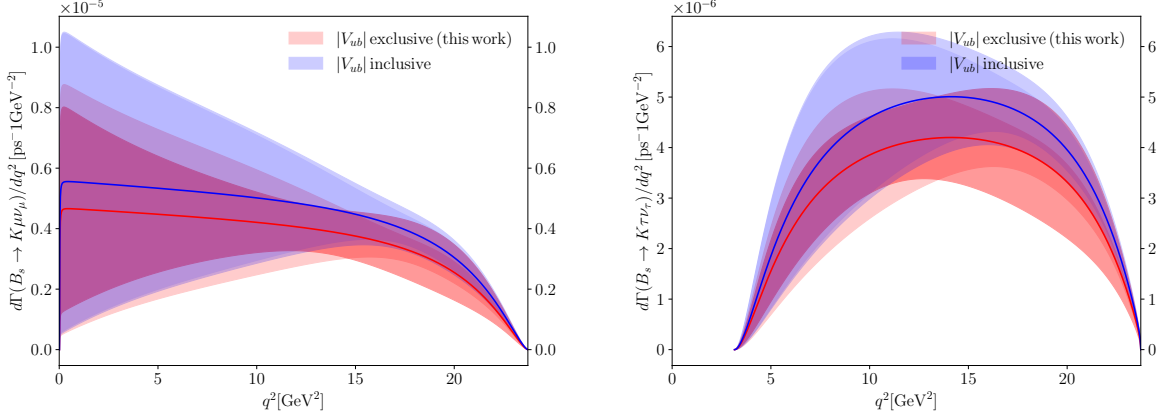 ×10⁻⁵
1.0
0.8
0.6
0.4
0.2
0.0
dΓ(B_s → Kμν_μ)/dq² [ps⁻1GeV⁻²]
|V_ub| exclusive (this work)
|V_ub| inclusive
1.0
0.8
0.6
0.4
0.2
0.0
0 5 10 15 20
q²[GeV²]
×10⁻⁶
6
5
4
3
2
1
0
dΓ(B_s → Kτν_τ)/dq² [ps⁻1GeV⁻²]
|V_ub| exclusive (this work)
|V_ub| inclusive
6
5
4
3
2
1
0
0 5 10 15 20
q²[GeV²]